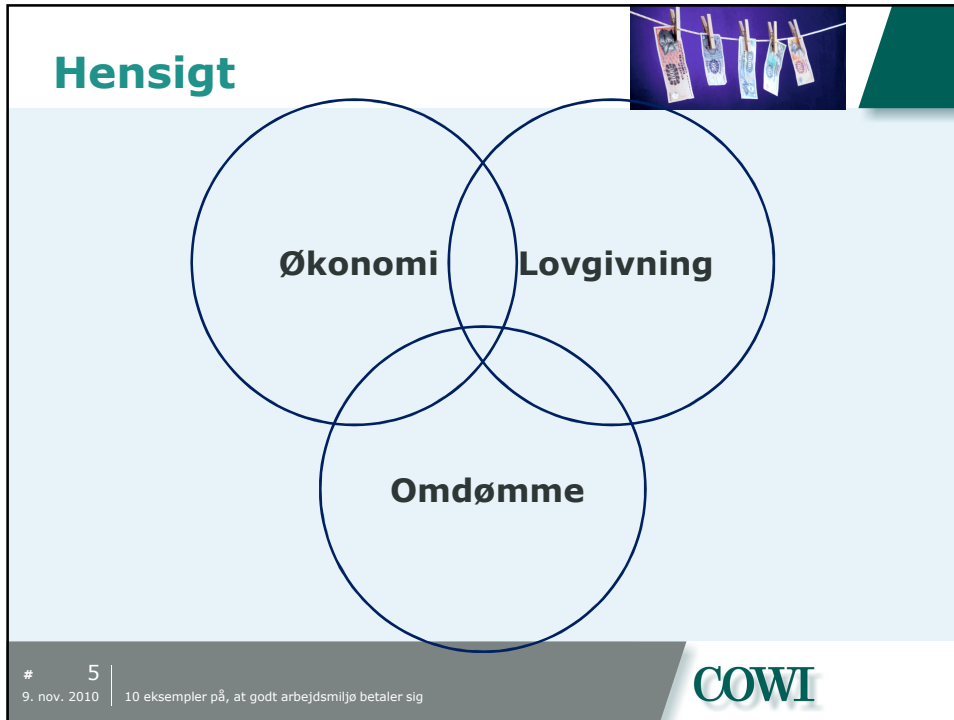 Hensigt
Økonomi
Lovgivning
Omdømme
# 5
9. nov. 2010 10 eksempler på, at godt arbejdsmiljø betaler sig
COWI